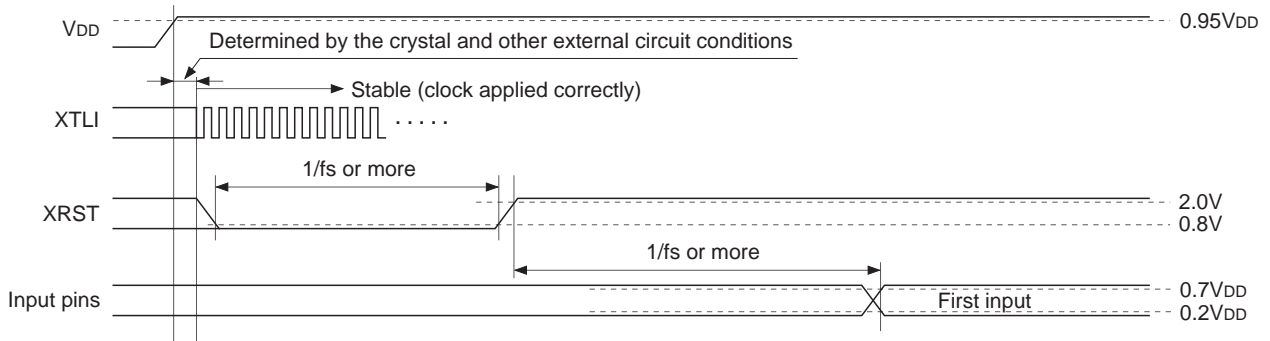 VDD
0.95VDD
Determined by the crystal and other external circuit conditions
Stable (clock applied correctly)
XTLI
. . . . .
1/fs or more
XRST
2.0V
0.8V
1/fs or more
Input pins
First input
0.7VDD
0.2VDD